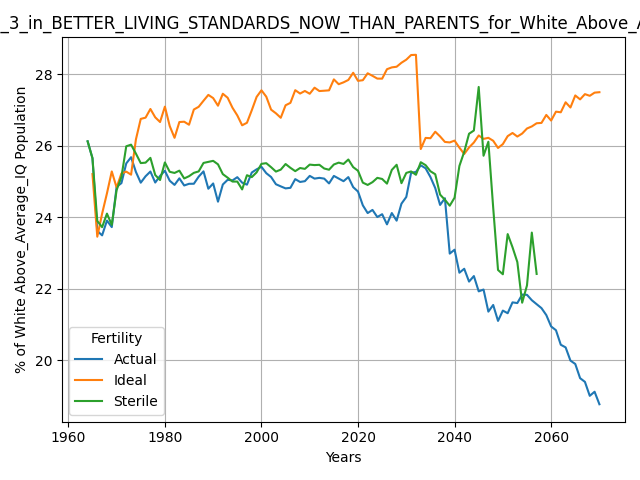 _3_in_BETTER_LIVING_STANDARDS_NOW_THAN_PARENTS_for_White_Above_A
% of White Above_Average_IQ Population
28
26
24
22
20
Fertility
Actual
Ideal
Sterile
1960 1980 2000 2020 2040 2060
Years